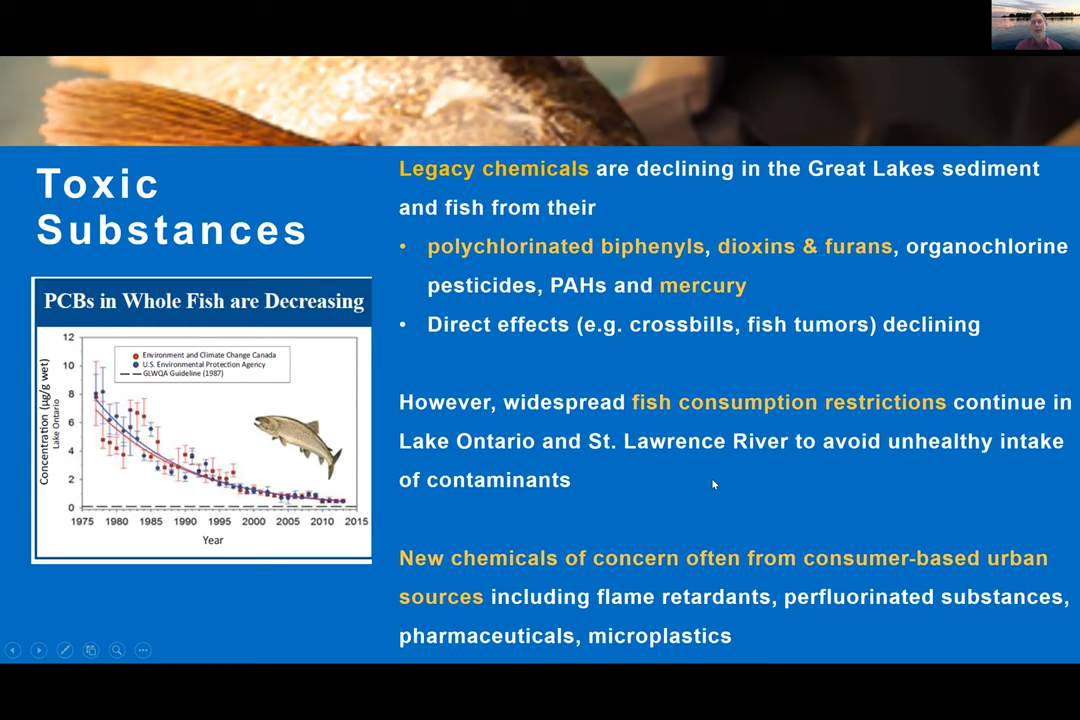 Toxic
Substances
PCBs in Whole Fish are Decreasing
Concentration (µg/g wet)
Lake Ontario
12
10
8
6
4
2
0
Environment and Climate Change Canada
U.S. Environmental Protection Agency
GLWQA Guideline (1987)
1975 1980 1985 1990 1995 2000 2005 2010 2015
Year
Legacy chemicals are declining in the Great Lakes sediment
and fish from their
• polychlorinated biphenyls, dioxins & furans, organochlorine
pesticides, PAHs and mercury
• Direct effects (e.g. crossbills, fish tumors) declining
However, widespread fish consumption restrictions continue in
Lake Ontario and St. Lawrence River to avoid unhealthy intake
of contaminants
New chemicals of concern often from consumer-based urban
sources including flame retardants, perfluorinated substances,
pharmaceuticals, microplastics